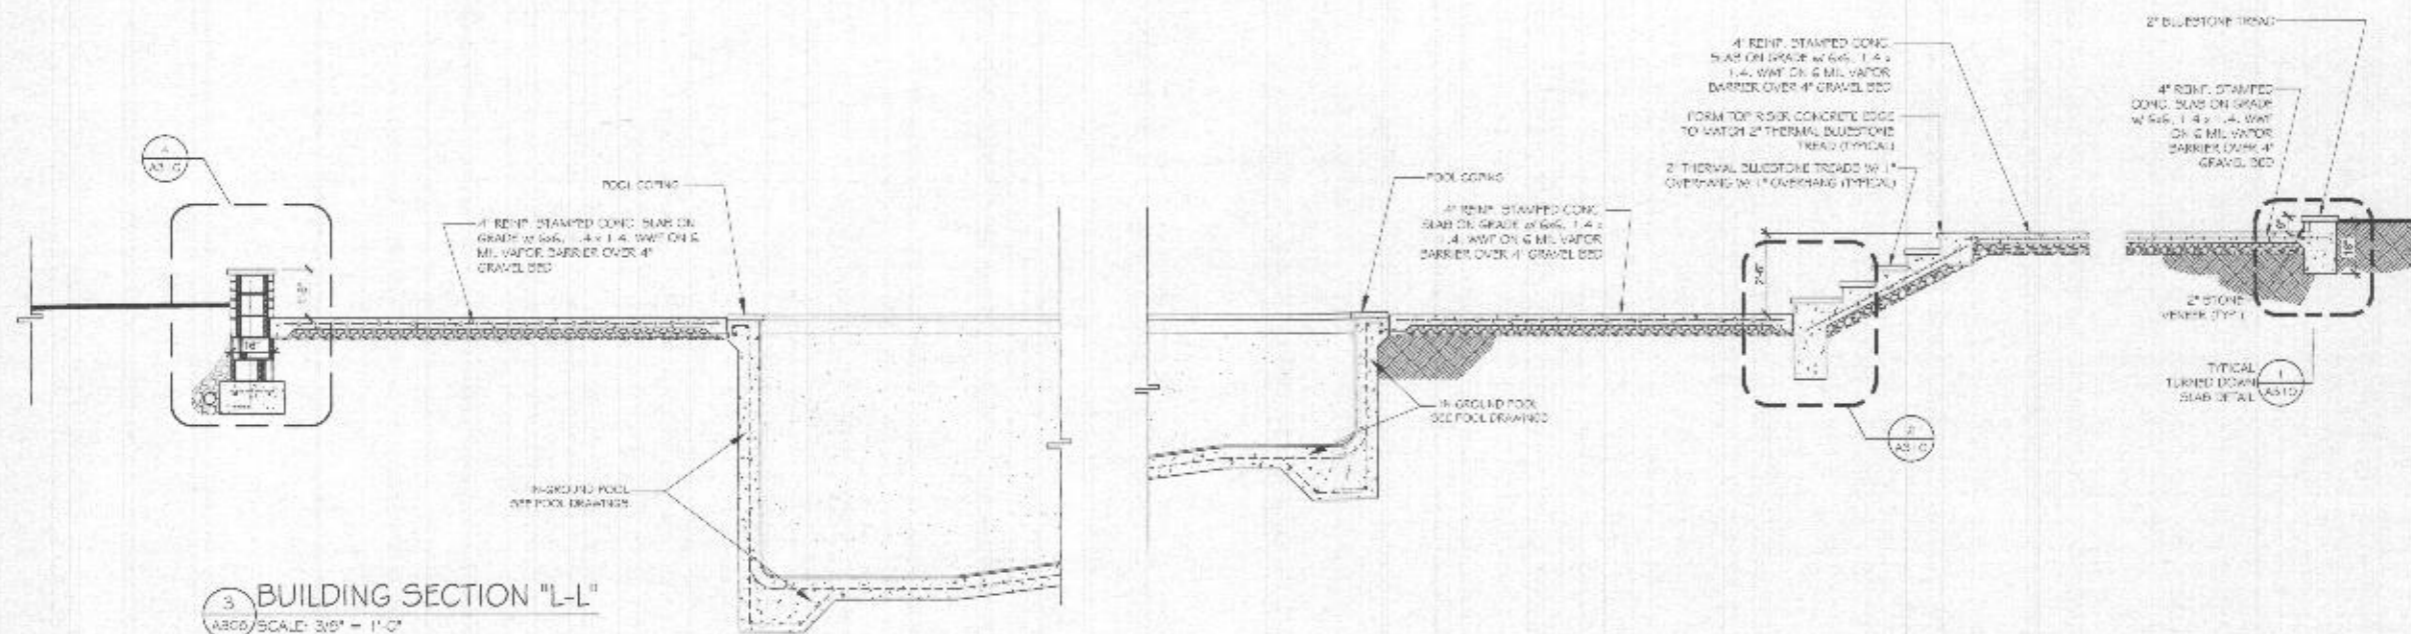 2" BLUESTONE TREAD
4" REINF. STAMPED CONC.
SLAB ON GRADE w/ 6x6, 1.4 x
1.4, WWF ON 6 MIL VAPOR
BARRIER OVER 4" GRAVEL BED
4" REINF. STAMPED
CONC. SLAB ON GRADE
w/ 6x6, 1.4 x 1.4, WWF
ON 6 MIL VAPOR
BARRIER OVER 4"
GRAVEL BED
FORM TOP RISER CONCRETE EDGE
TO MATCH 2" THERMAL BLUESTONE
TREAD (TYPICAL)
2" THERMAL BLUESTONE TREADS W/ 1"
OVERHANG W/ 1" OVERHANG (TYPICAL)
POOL COPING
4" REINF. STAMPED CONC. SLAB ON
GRADE w/ 6x6, 1.4 x 1.4, WWF ON 6
MIL VAPOR BARRIER OVER 4"
GRAVEL BED
POOL COPING
4" REINF. STAMPED CONC.
SLAB ON GRADE w/ 6x6, 1.4 x
1.4, WWF ON 6 MIL VAPOR
BARRIER OVER 4" GRAVEL BED
16"
18"
2" STONE
VENEER (TYP.)
TYPICAL
TURNED DOWN
SLAB DETAIL
1
A510
IN-GROUND POOL
SEE POOL DRAWINGS
IN-GROUND POOL
SEE POOL DRAWINGS
3
BUILDING SECTION "L-L"
SCALE: 3/8" = 1'-0"